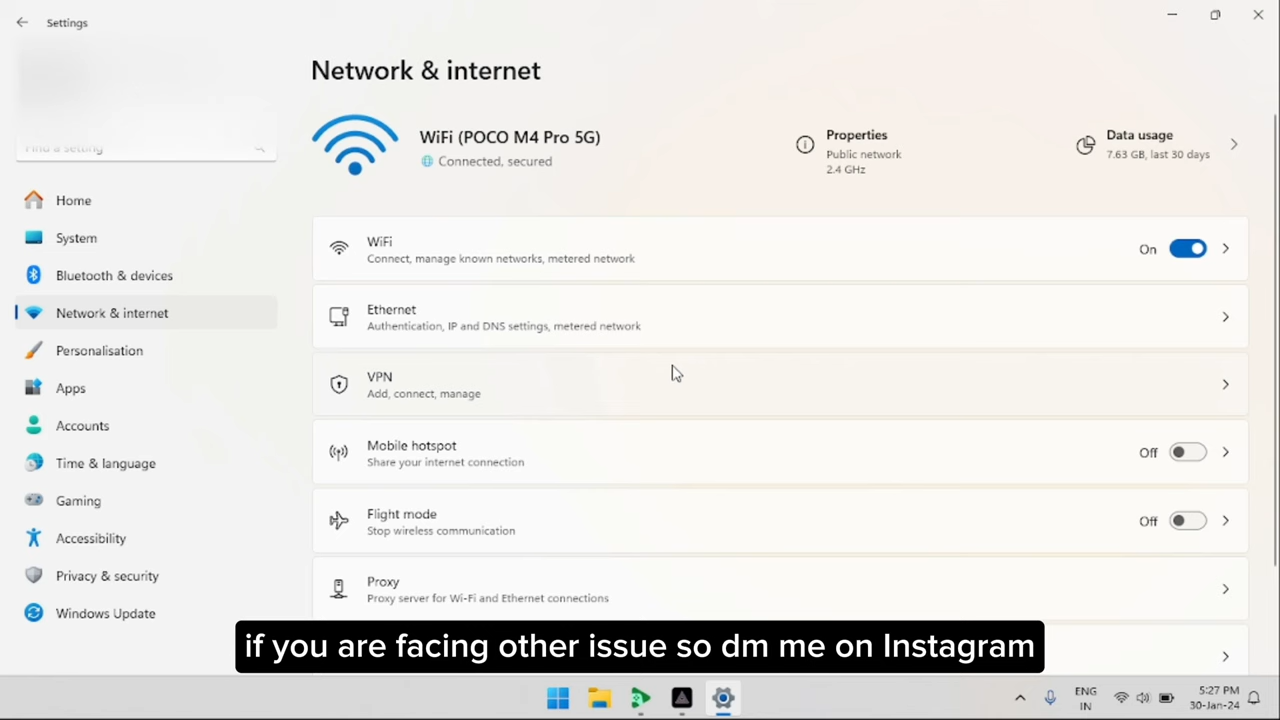 Settings
Network & internet
WiFi (POCO M4 Pro 5G)
Connected, secured
Properties
Public network
2.4 GHz
Data usage
7.63 GB, last 30 days
Find a setting
Home
System
Bluetooth & devices
Network & internet
Personalisation
Apps
Accounts
Time & language
Gaming
Accessibility
Privacy & security
Windows Update
WiFi
Connect, manage known networks, metered network
On
Ethernet
Authentication, IP and DNS settings, metered network
VPN
Add, connect, manage
Mobile hotspot
Share your internet connection
Off
Flight mode
Stop wireless communication
Off
Proxy
Proxy server for Wi-Fi and Ethernet connections
if you are facing other issue so dm me on Instagram
ENG
IN
5:27 PM
30-Jan-24